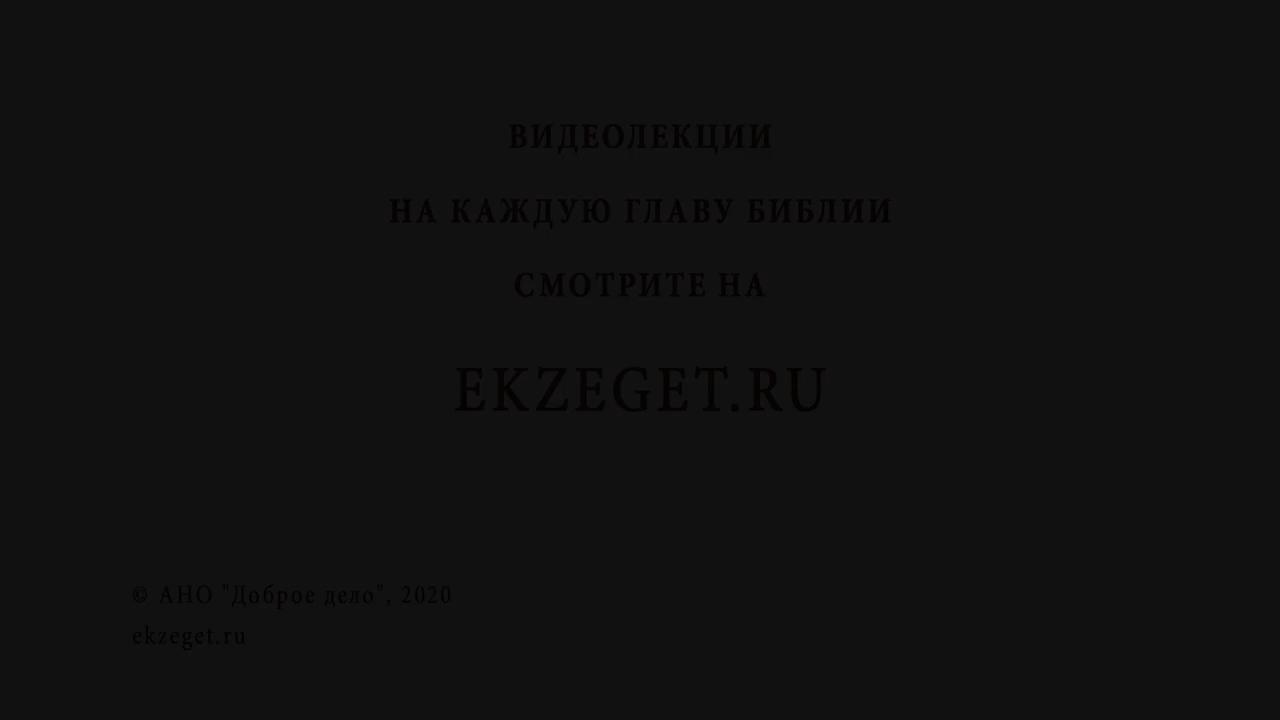 ВИДЕОЛЕКЦИИ
НА КАЖДУЮ ГЛАВУ БИБЛИИ
СМОТРИТЕ НА
EKZEGET.RU
© АНО "Доброе дело", 2020
ekzeget.ru